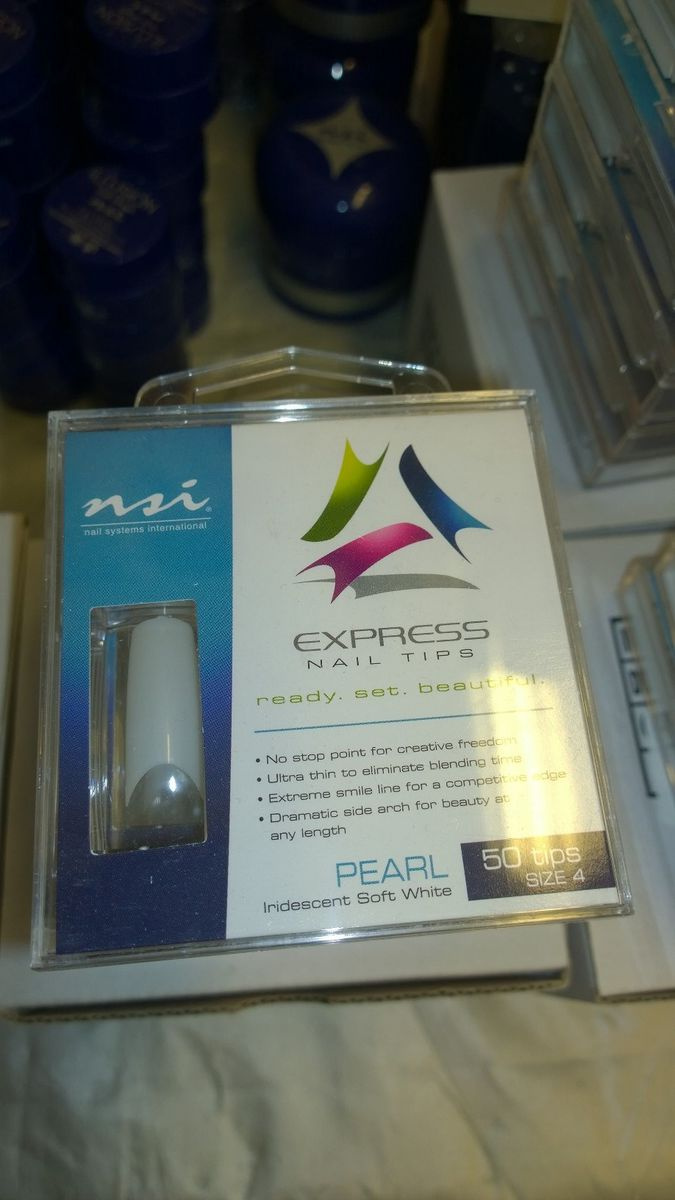 nsi®
nail systems international
EXPRESS
NAIL TIPS
ready. set. beautiful.
• No stop point for creative freedom
• Ultra thin to eliminate blending time
• Extreme smile line for a competitive edge
• Dramatic side arch for beauty at
any length
PEARL
Iridescent Soft White
50 tips
SIZE 4